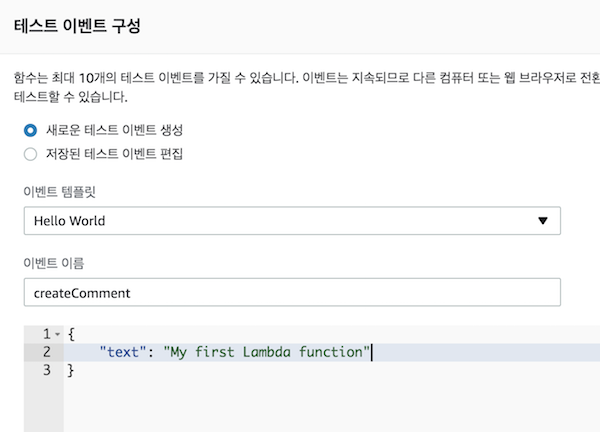 테스트 이벤트 구성
함수는 최대 10개의 테스트 이벤트를 가질 수 있습니다. 이벤트는 지속되므로 다른 컴퓨터 또는 웹 브라우저로 전환
테스트할 수 있습니다.
새로운 테스트 이벤트 생성
저장된 테스트 이벤트 편집
이벤트 템플릿
Hello World
이벤트 이름
createComment
1 {
2 "text": "My first Lambda function"
3 }